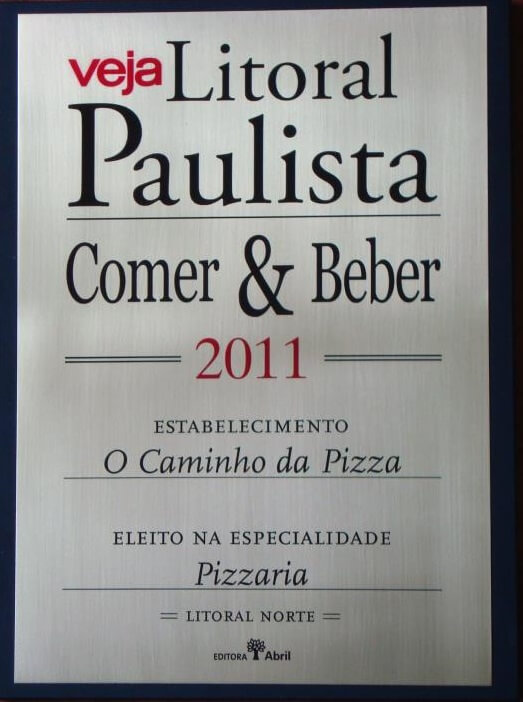 veja Litoral
Paulista
Comer & Beber
2011
ESTABELECIMENTO
O Caminho da Pizza
ELEITO NA ESPECIALIDADE
Pizzaria
LITORAL NORTE
EDITORA Abril